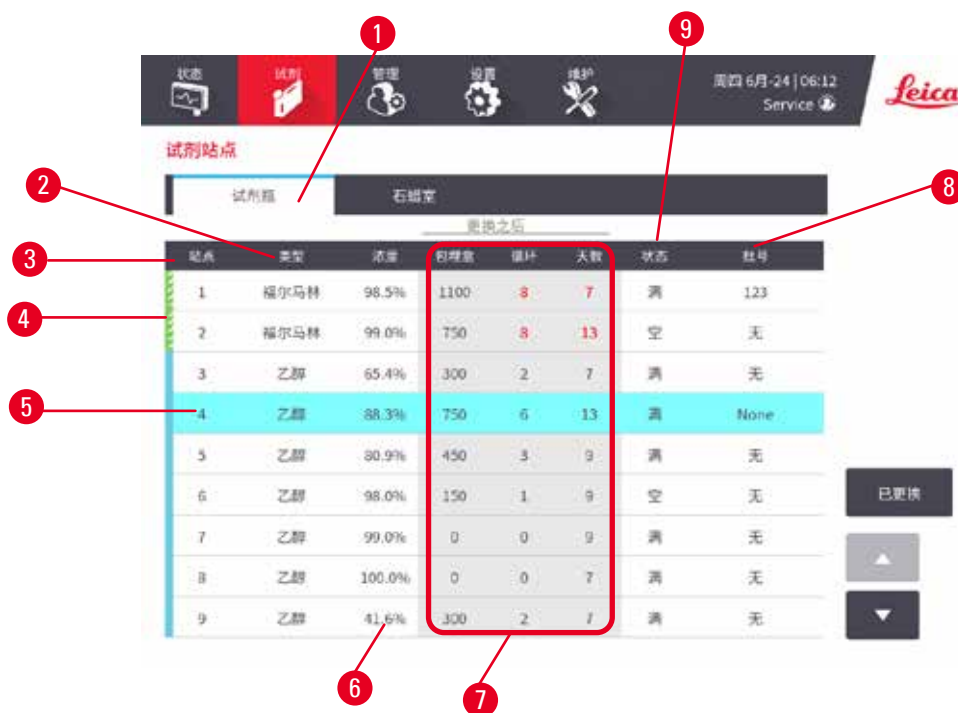 1
9
状态 试剂 管理 设置 维护
周四 6月-24 | 06:12
Service
Leica
试剂站点
2
8
试剂瓶 石蜡室
更换之后
3
站点 类型 浓度 包埋盒 循环 天数 状态 批号
1 福尔马林 98.5% 1100 8 7 满 123
4
2 福尔马林 99.0% 750 8 13 空 无
3 乙醇 65.4% 300 2 7 满 无
5
4 乙醇 88.3% 750 6 13 满 None
5 乙醇 80.9% 450 3 9 满 无
6 乙醇 98.0% 150 1 9 空 无
已更换
7 乙醇 99.0% 0 0 9 满 无
8 乙醇 100.0% 0 0 7 满 无
9 乙醇 41.6% 300 2 7 满 无
6
7